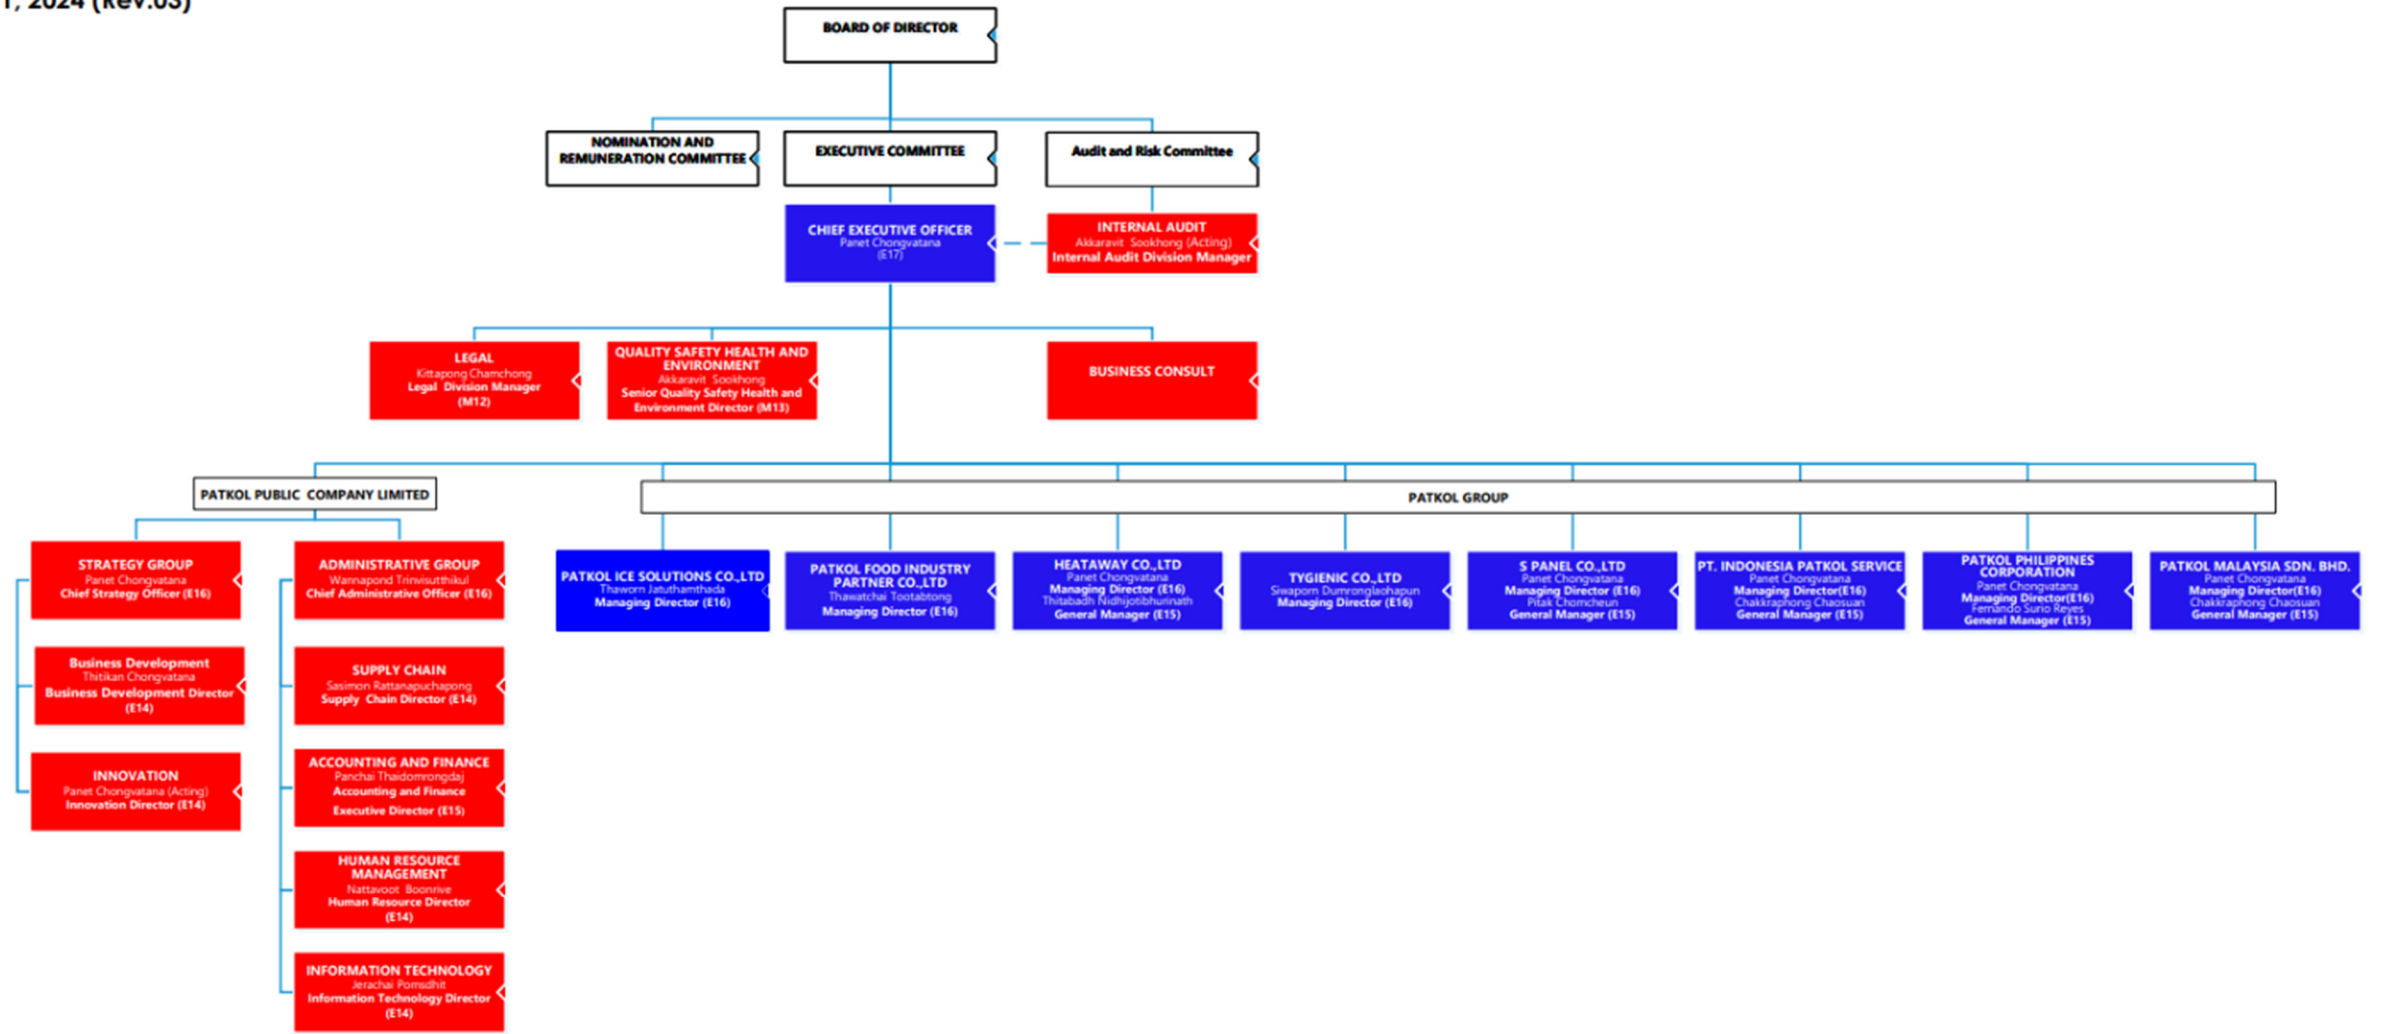 1, 2024 (Rev.03)
BOARD OF DIRECTOR
NOMINATION AND
REMUNERATION COMMITTEE
EXECUTIVE COMMITTEE
Audit and Risk Committee
CHIEF EXECUTIVE OFFICER
Panet Chongvatana
(E17)
INTERNAL AUDIT
Akkaravit Sookhong (Acting)
Internal Audit Division Manager
LEGAL
Kittapong Chamchong
Legal Division Manager
(M12)
QUALITY SAFETY HEALTH AND
ENVIRONMENT
Akkaravit Sookhong
Senior Quality Safety Health and
Environment Director (M13)
BUSINESS CONSULT
PATKOL PUBLIC COMPANY LIMITED
PATKOL GROUP
STRATEGY GROUP
Panet Chongvatana
Chief Strategy Officer (E16)
ADMINISTRATIVE GROUP
Wannapond Trinvisutthikul
Chief Administrative Officer (E16)
PATKOL ICE SOLUTIONS CO.,LTD
Thaworn Jatuthamthada
Managing Director (E16)
PATKOL FOOD INDUSTRY
PARTNER CO.,LTD
Thawatchai Tootabtong
Managing Director (E16)
HEATAWAY CO.,LTD
Panet Chongvatana
Managing Director (E16)
Thitabadh Nidhijotibhurinath
General Manager (E15)
TYGIENIC CO.,LTD
Siwaporn Dumronglaohapun
Managing Director (E16)
S PANEL CO.,LTD
Panet Chongvatana
Managing Director (E16)
Pitak Chomcheun
General Manager (E15)
PT. INDONESIA PATKOL SERVICE
Panet Chongvatana
Managing Director(E16)
Chakkraphong Chaosuan
General Manager (E15)
PATKOL PHILIPPINES
CORPORATION
Panet Chongvatana
Managing Director(E16)
Fernando Surio Reyes
General Manager (E15)
PATKOL MALAYSIA SDN. BHD.
Panet Chongvatana
Managing Director(E16)
Chakkraphong Chaosuan
General Manager (E15)
Business Development
Thitikan Chongvatana
Business Development Director
(E14)
SUPPLY CHAIN
Sasimon Rattanapuchapong
Supply Chain Director (E14)
INNOVATION
Panet Chongvatana (Acting)
Innovation Director (E14)
ACCOUNTING AND FINANCE
Panchai Thaidomrongdaj
Accounting and Finance
Executive Director (E15)
HUMAN RESOURCE
MANAGEMENT
Nattavoot Boonrive
Human Resource Director
(E14)
INFORMATION TECHNOLOGY
Jerachai Pornsdhit
Information Technology Director
(E14)